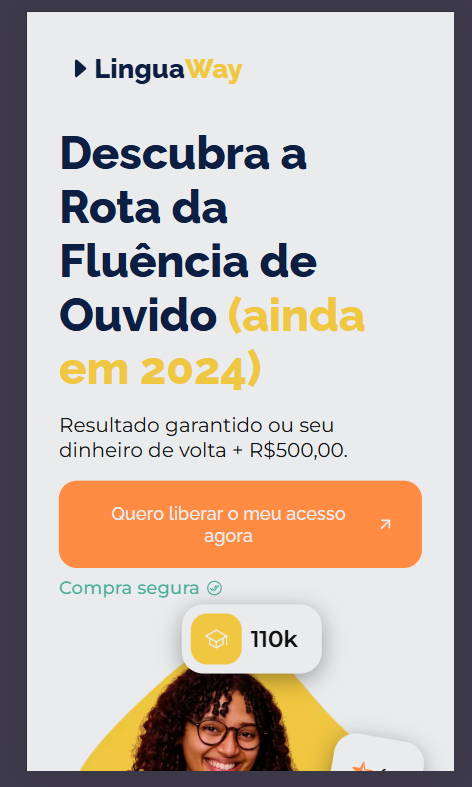 LinguaWay
Descubra a
Rota da
Fluência de
Ouvido (ainda
em 2024)
Resultado garantido ou seu
dinheiro de volta + R$500,00.
Quero liberar o meu acesso
agora
Compra segura
110k